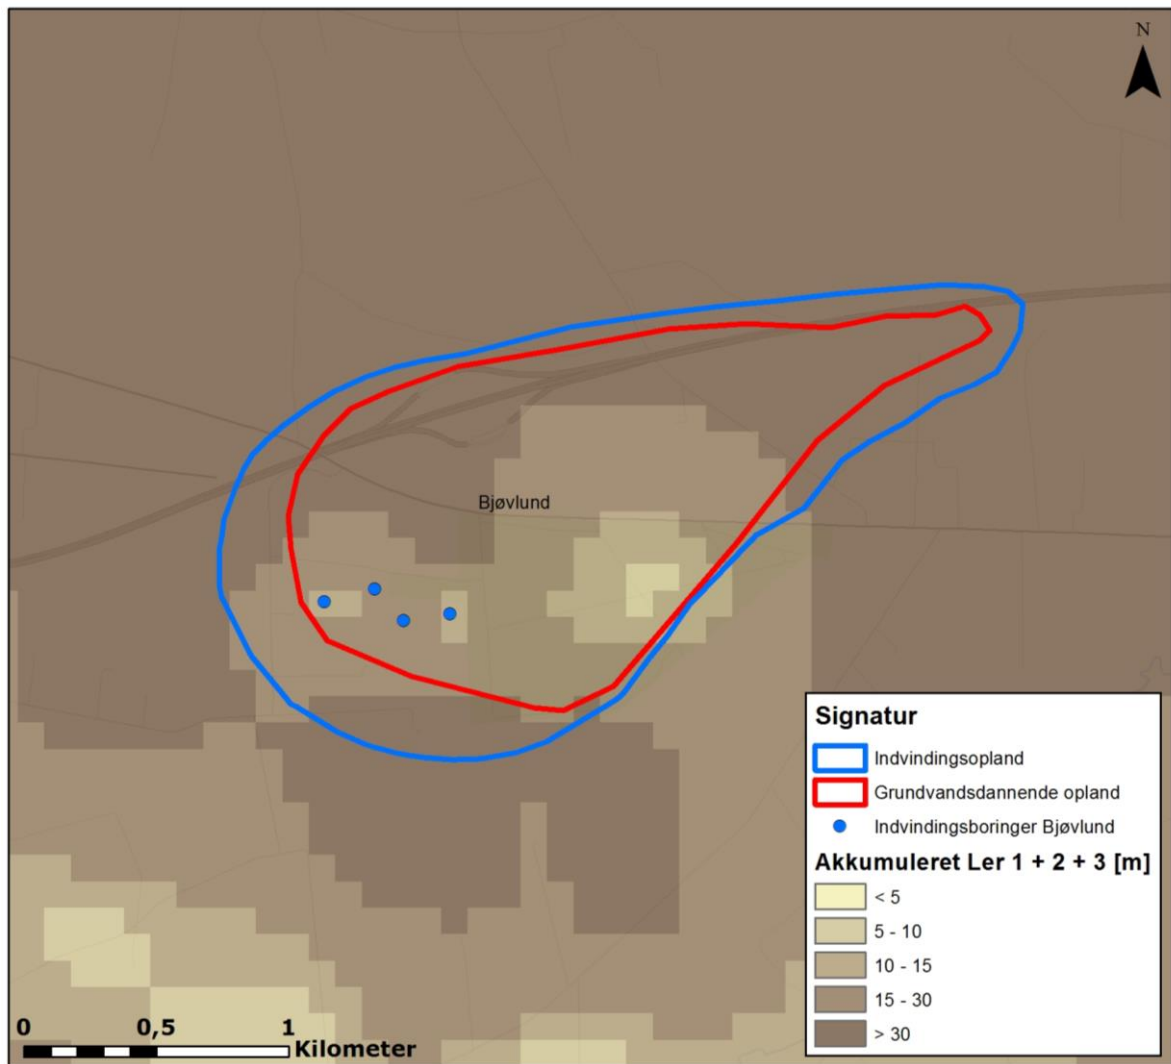 N
Bjøvlund
Signatur
Indvindingsopland
Grundvandsdannende opland
Indvindingsboringer Bjøvlund
Akkumuleret Ler 1 + 2 + 3 [m]
< 5
5 - 10
10 - 15
15 - 30
> 30
0 0,5 1
Kilometer